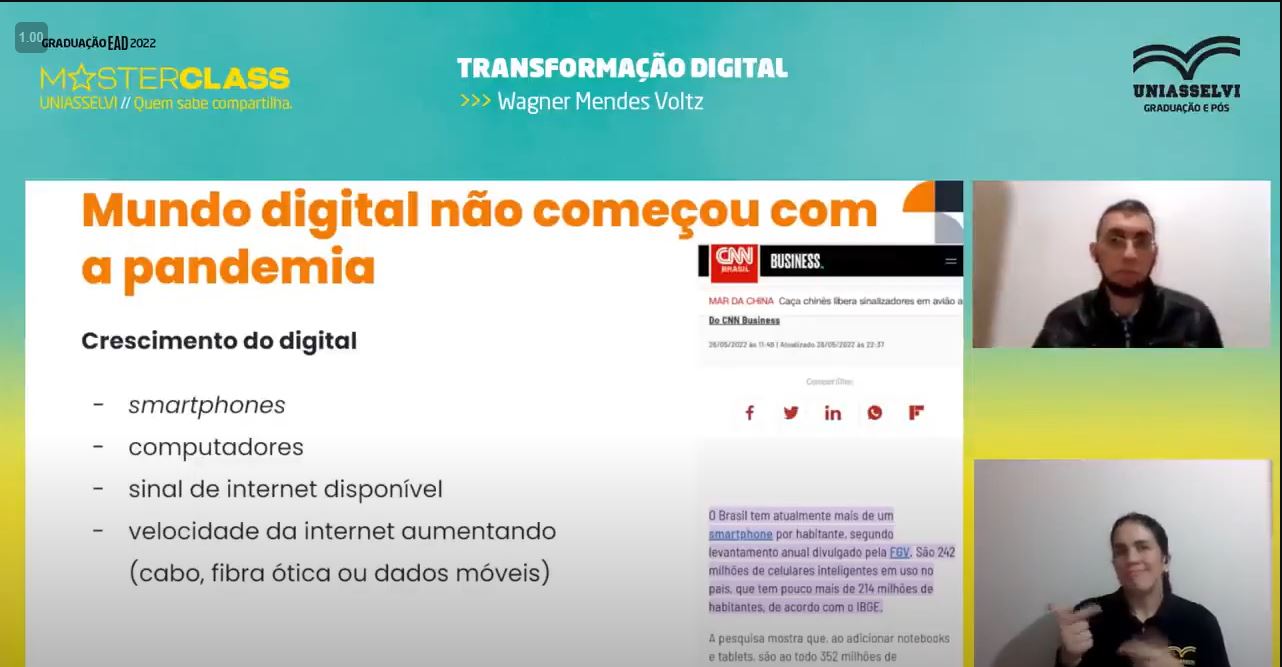 1.00
GRADUAÇÃO EAD 2022
M☆STERCLASS
UNIASSELVI // Quem sabe compartilha.
TRANSFORMAÇÃO DIGITAL
>>> Wagner Mendes Voltz
UNIASSELVI
GRADUAÇÃO E PÓS
Mundo digital não começou com
a pandemia
Crescimento do digital
- smartphones
- computadores
- sinal de internet disponível
- velocidade da internet aumentando
(cabo, fibra ótica ou dados móveis)
CNN
BRASIL
BUSINESS.
MAR DA CHINA Caça chinês libera sinalizadores em avião a
Do CNN Business
26/05/2022 às 11:48 | Atualizado 26/05/2022 às 22:37
Compartilhe:
O Brasil tem atualmente mais de um
smartphone por habitante, segundo
levantamento anual divulgado pela FGV. São 242
milhões de celulares inteligentes em uso no
país, que tem pouco mais de 214 milhões de
habitantes, de acordo com o IBGE.
A pesquisa mostra que, ao adicionar notebooks
e tablets, são ao todo 352 milhões de